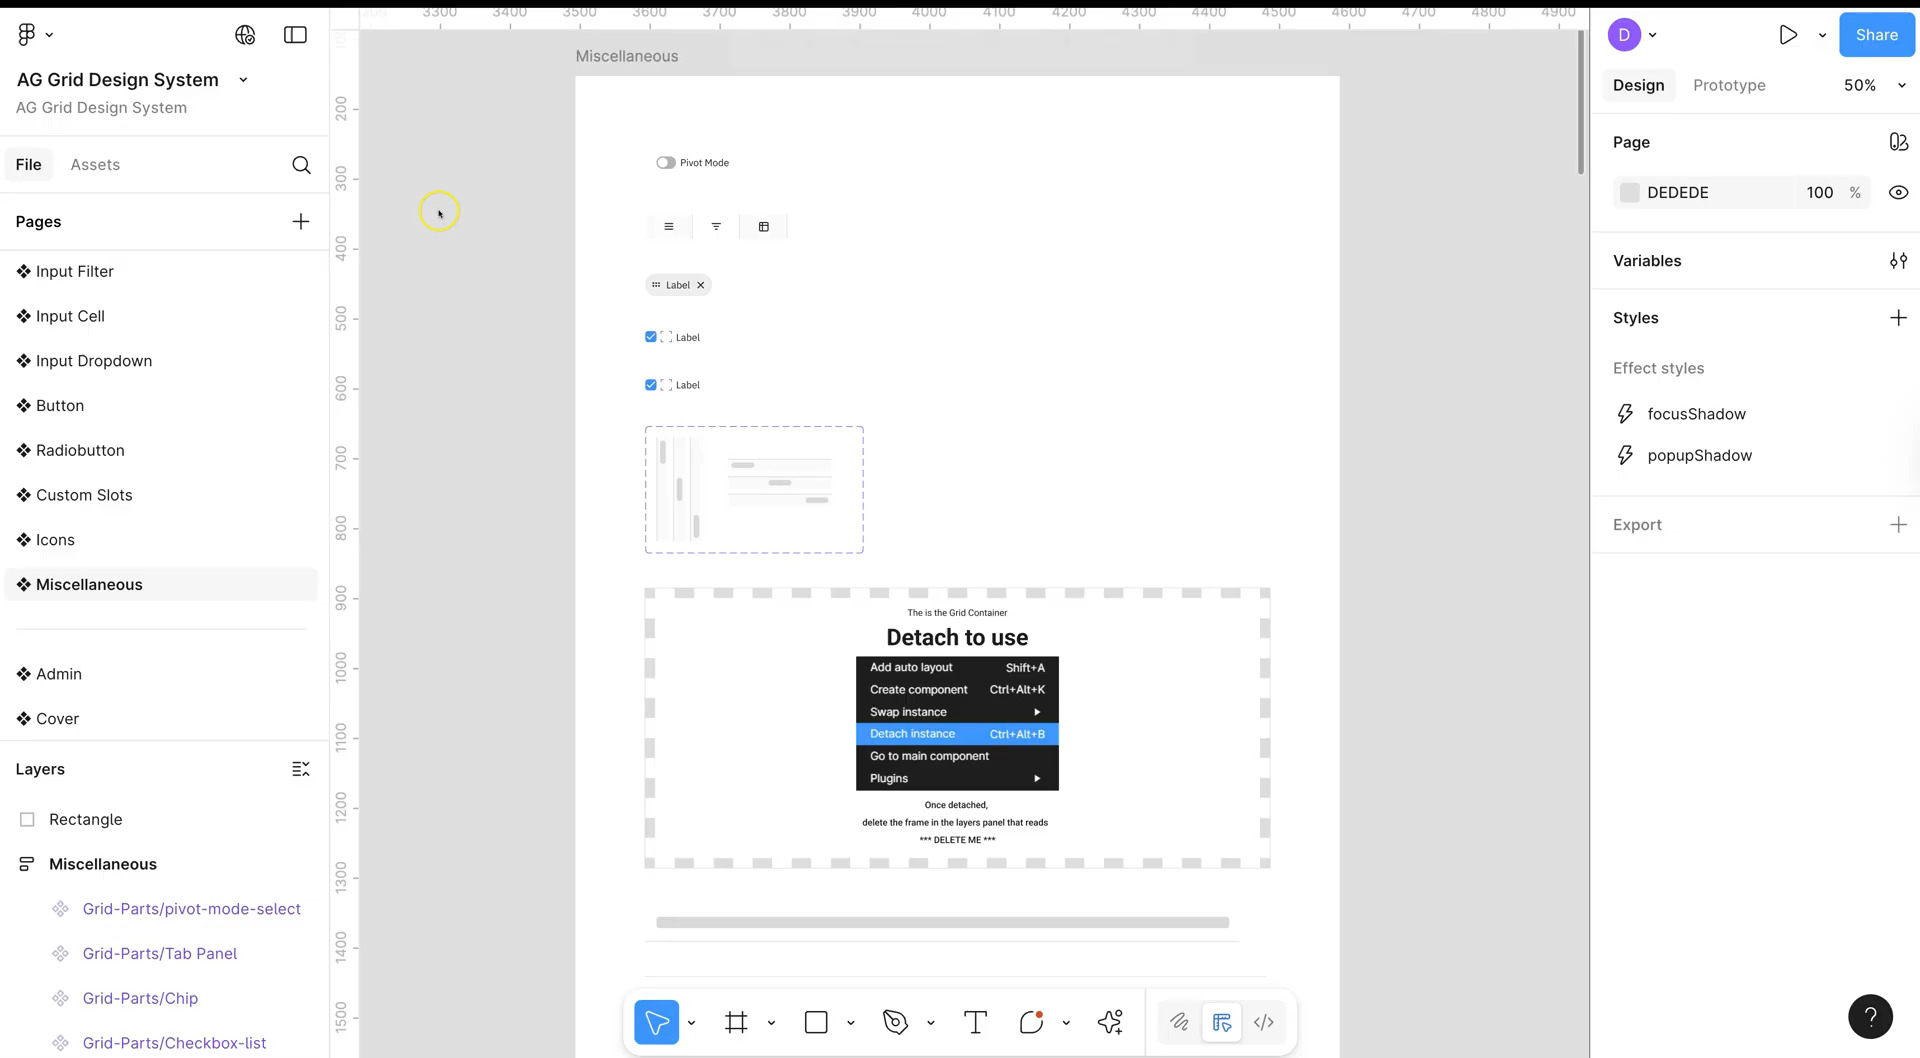 3300 3400 3500 3600 3700 3800 3900 4000 4100 4200 4300 4400 4500 4600 4700 4800 4900
AG Grid Design System
AG Grid Design System
File Assets
Pages
Input Filter
Input Cell
Input Dropdown
Button
Radiobutton
Custom Slots
Icons
Miscellaneous
Admin
Cover
Layers
Rectangle
Miscellaneous
Grid-Parts/pivot-mode-select
Grid-Parts/Tab Panel
Grid-Parts/Chip
Grid-Parts/Checkbox-list
200
300
400
500
600
700
800
900
1000
1100
1200
1300
1400
1500
Miscellaneous
Pivot Mode
Label
Label
Label
The is the Grid Container
Detach to use
Add auto layout Shift+A
Create component Ctrl+Alt+K
Swap instance
Detach instance Ctrl+Alt+B
Go to main component
Plugins
Once detached,
delete the frame in the layers panel that reads
*** DELETE ME ***
D
Share
Design Prototype 50%
Page
DEDEDE 100 %
Variables
Styles
Effect styles
focusShadow
popupShadow
Export
?